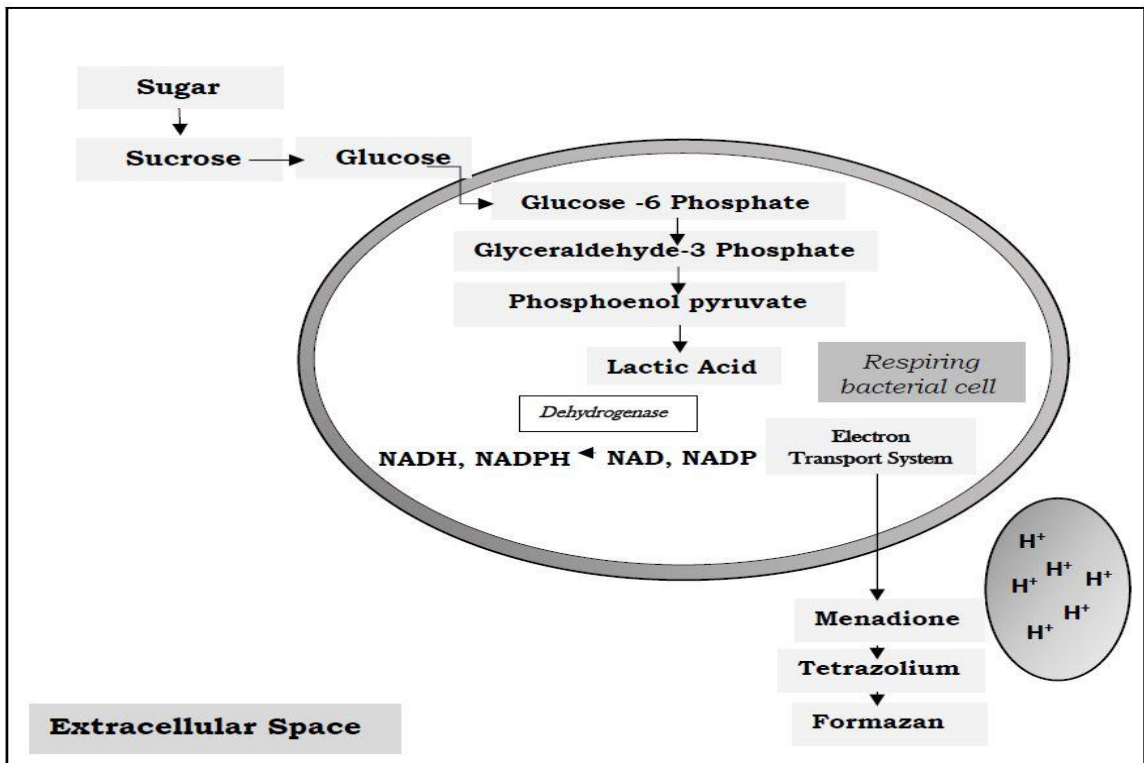 Sugar
Sucrose
Glucose
Glucose -6 Phosphate
Glyceraldehyde-3 Phosphate
Phosphoenol pyruvate
Lactic Acid
Respiring
bacterial cell
Dehydrogenase
NADH, NADPH
NAD, NADP
Electron
Transport System
H⁺
H⁺
H⁺
H⁺
H⁺
H⁺
Menadione
Tetrazolium
Formazan
Extracellular Space